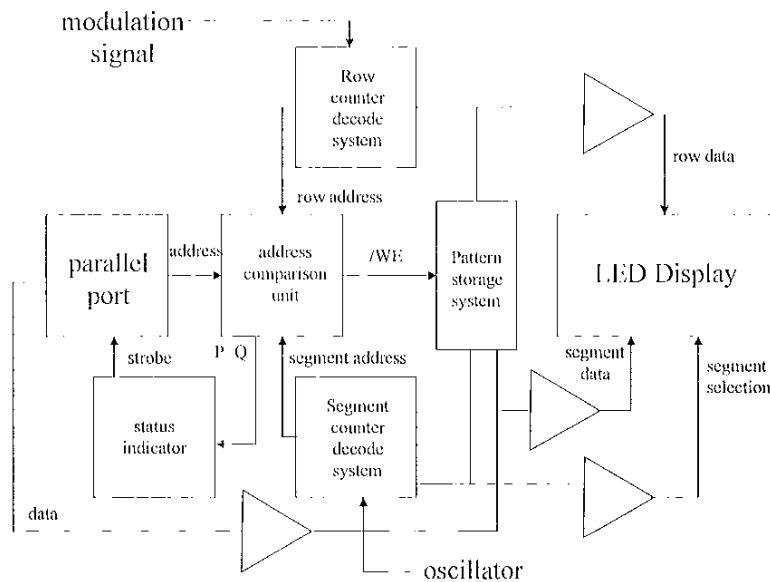 modulation
signal
Row
counter
decode
system
row data
row address
parallel
port
address
address
comparison
unit
/WE
Pattern
storage
system
LED Display
strobe
P Q
segment address
segment
data
segment
selection
status
indicator
Segment
counter
decode
system
data
oscillator